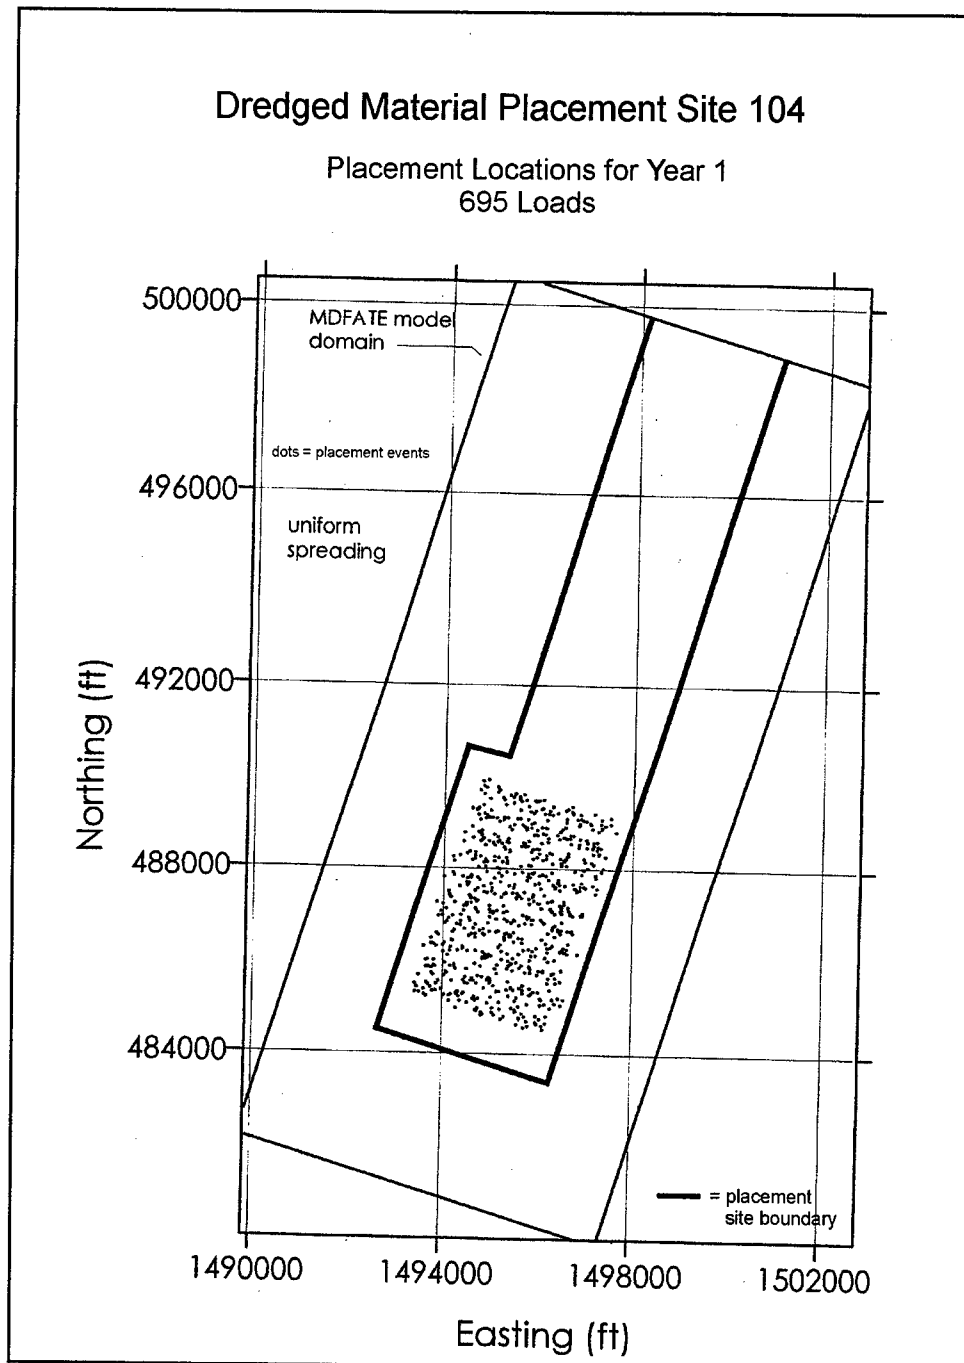 Dredged Material Placement Site 104
Placement Locations for Year 1
695 Loads
500000
MDFATE model
domain
dots = placement events
496000
uniform
spreading
492000
Northing (ft)
488000
484000
= placement
site boundary
1490000
1494000
1498000
1502000
Easting (ft)